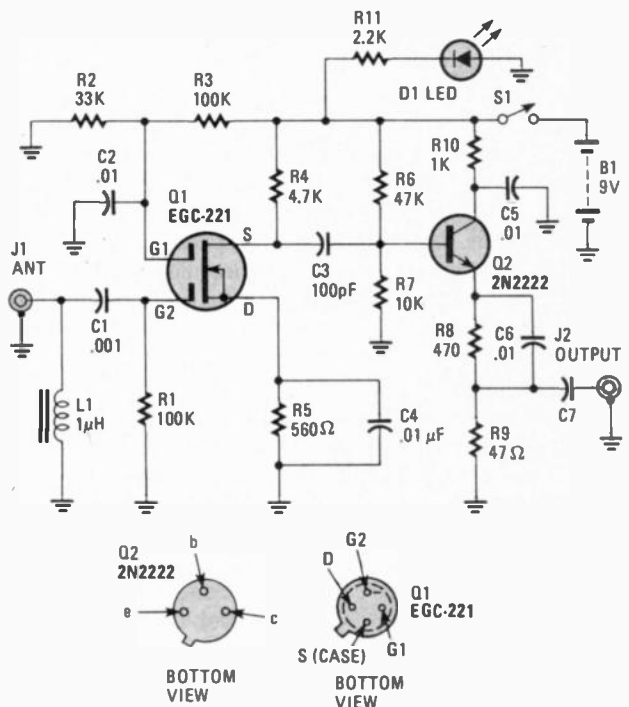 R11
2.2K
D1 LED
S1
R2
33K
R3
100K
R10
1K
B1
9V
C2
.01
Q1
EGC-221
R4
4.7K
R6
47K
C5
.01
J1
ANT
G1
S
C3
100pF
Q2
2N2222
G2
D
R7
10K
C1
.001
R8
470
C6
.01
J2
OUTPUT
L1
1µH
R1
100K
R5
560Ω
C4
.01 µF
C7
R9
47 Ω
Q2
2N2222
b
e
c
BOTTOM
VIEW
G2
D
Q1
EGC-221
G1
S (CASE)
BOTTOM
VIEW